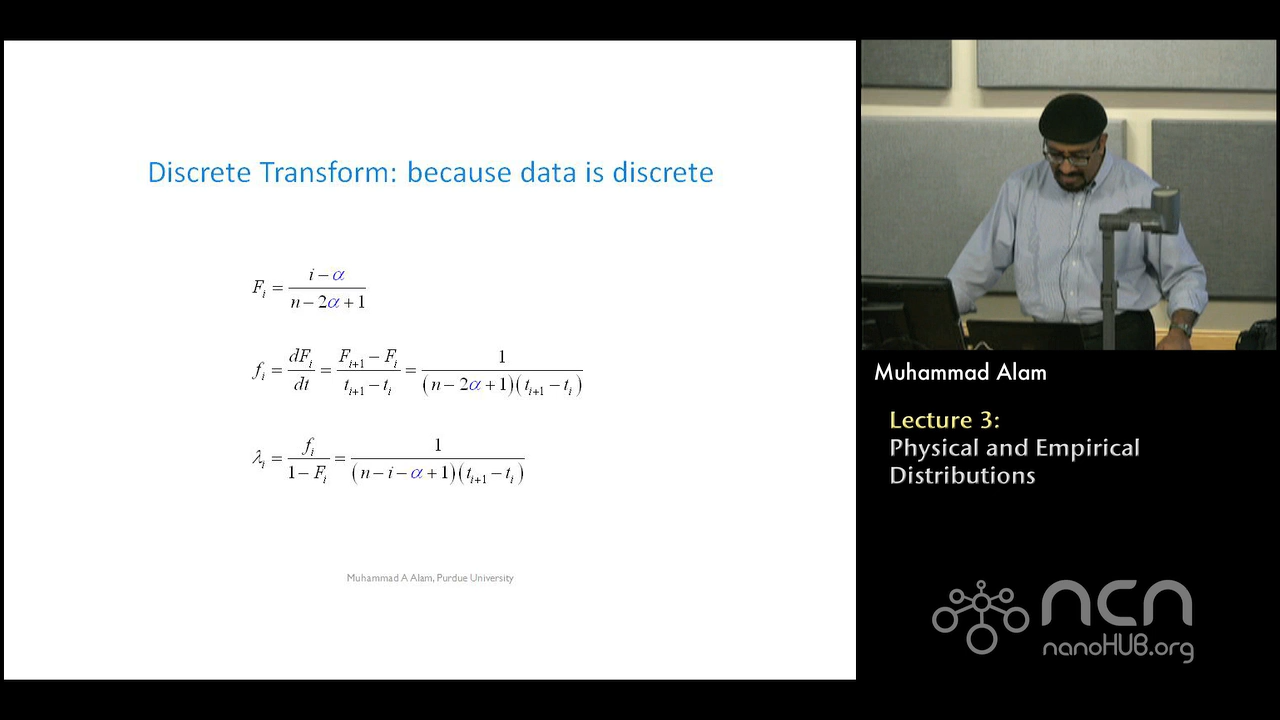 Discrete Transform: because data is discrete
F_i = (i − α) / (n − 2α + 1)
f_i = dF_i / dt = (F_{i+1} − F_i) / (t_{i+1} − t_i) = 1 / ((n − 2α + 1)(t_{i+1} − t_i))
λ_i = f_i / (1 − F_i) = 1 / ((n − i − α + 1)(t_{i+1} − t_i))
Muhammad A Alam, Purdue University
Muhammad Alam
Lecture 3:
Physical and Empirical
Distributions
ncn
nanoHUB.org